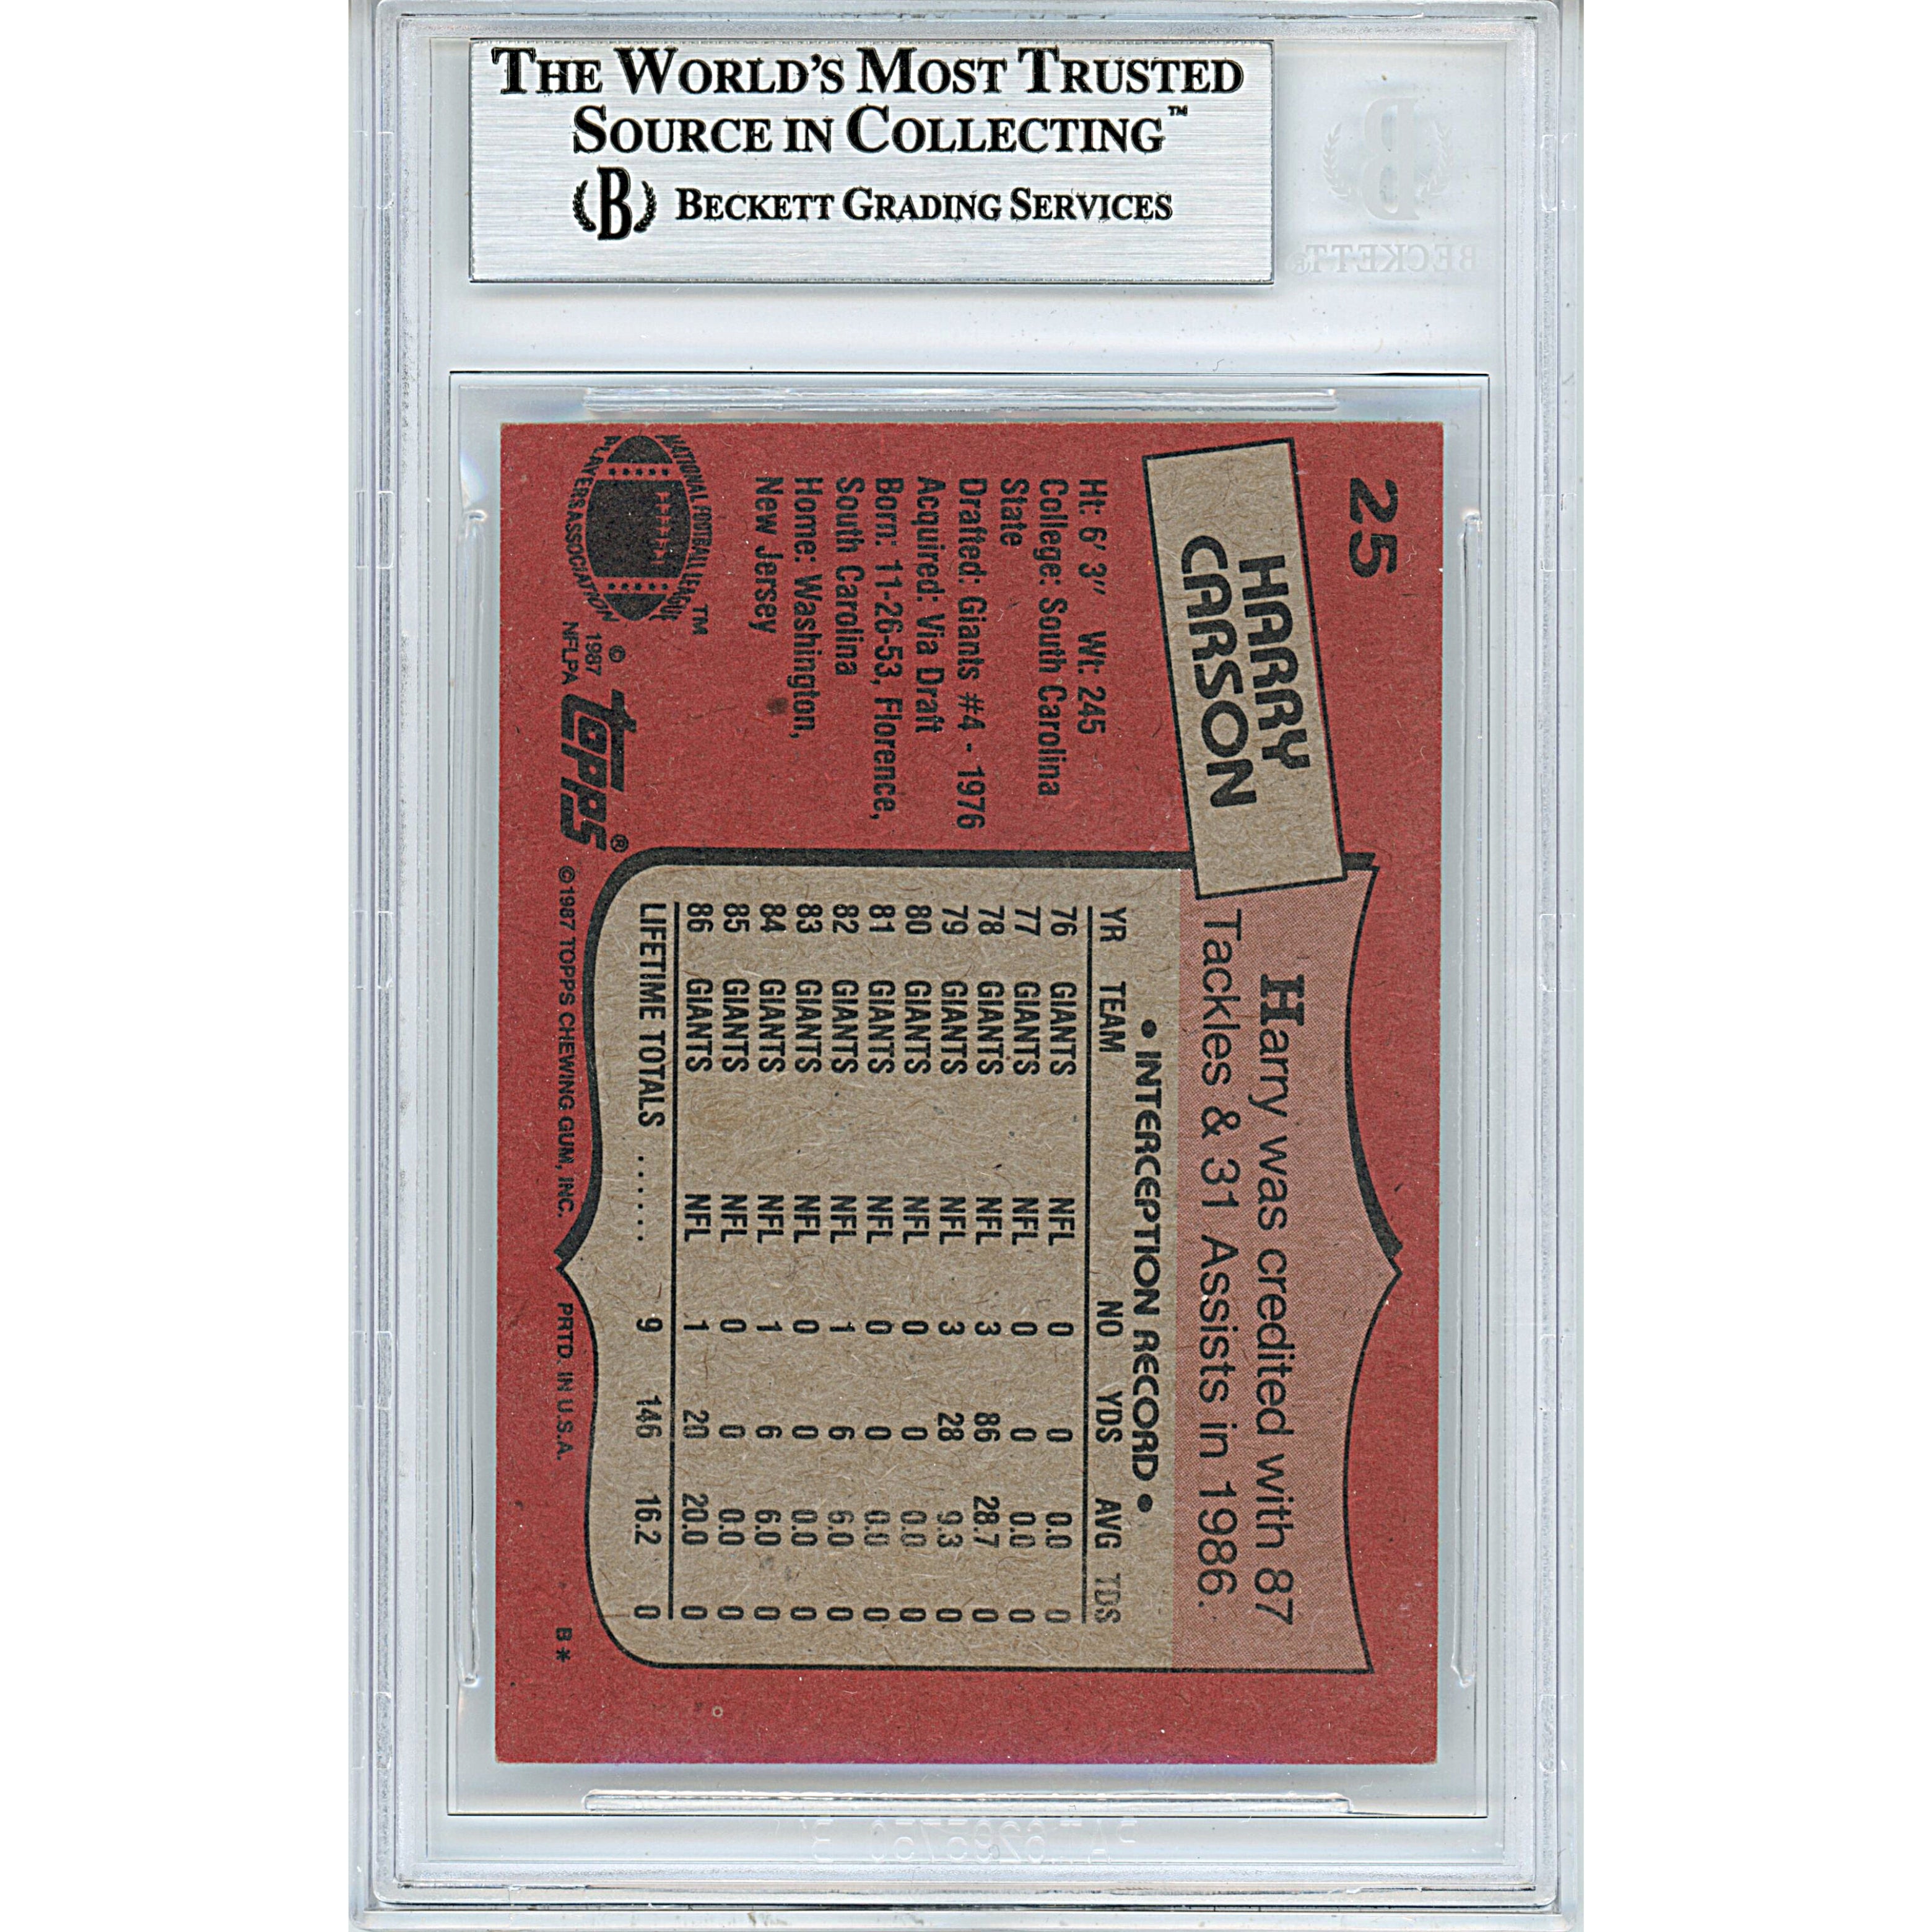 THE WORLD'S MOST TRUSTED
SOURCE IN COLLECTING™
B BECKETT GRADING SERVICES
B
BECKETT
25
HARRY
CARSON
Ht: 6' 3" Wt: 245
College: South Carolina
State
Drafted: Giants #4 - 1976
Acquired: Via Draft
Born: 11-26-53, Florence,
South Carolina
Home: Washington,
New Jersey
Harry was credited with 87
Tackles & 31 Assists in 1986.
• INTERCEPTION RECORD •
YR TEAM NO YDS AVG TDS
76 GIANTS NFL 0 0 0.0 0
77 GIANTS NFL 0 0 0.0 0
78 GIANTS NFL 3 86 28.7 0
79 GIANTS NFL 3 28 9.3 0
80 GIANTS NFL 0 0 0.0 0
81 GIANTS NFL 0 0 0.0 0
82 GIANTS NFL 1 6 6.0 0
83 GIANTS NFL 0 0 0.0 0
84 GIANTS NFL 1 6 6.0 0
85 GIANTS NFL 0 0 0.0 0
86 GIANTS NFL 1 20 20.0 0
LIFETIME TOTALS ...... 9 146 16.2 0
NATIONAL FOOTBALL LEAGUE
PLAYERS ASSOCIATION
™
©
1987
NFLPA
TOPPS®
©1987 TOPPS CHEWING GUM, INC. PRTD. IN U.S.A. B*